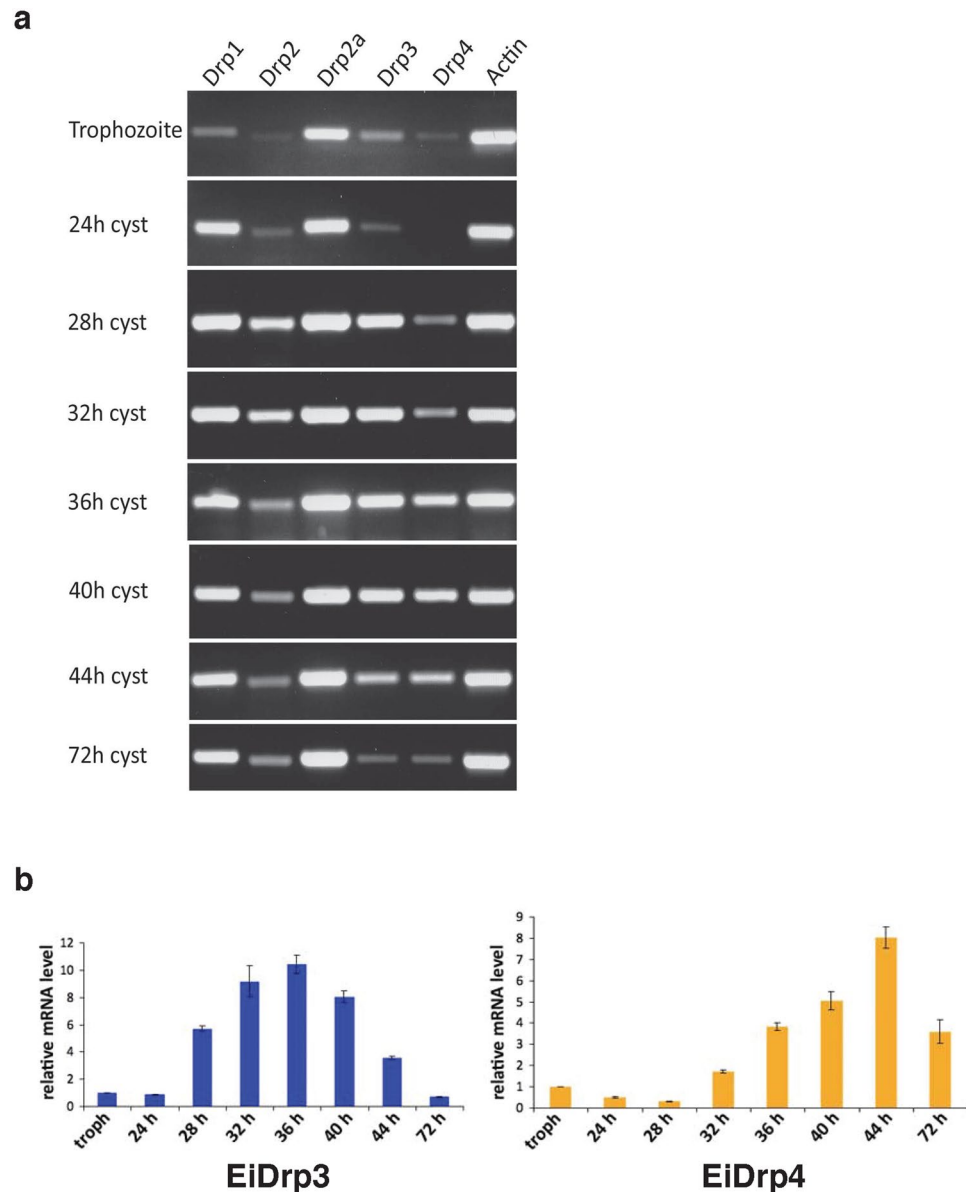 a
Drp1 Drp2 Drp2a Drp3 Drp4 Actin
Trophozoite
24h cyst
28h cyst
32h cyst
36h cyst
40h cyst
44h cyst
72h cyst
b
relative mRNA level
12
10
8
6
4
2
0
troph 24 h 28 h 32 h 36 h 40 h 44 h 72 h
EiDrp3
relative mRNA level
9
8
7
6
5
4
3
2
1
0
troph 24 h 28 h 32 h 36 h 40 h 44 h 72 h
EiDrp4